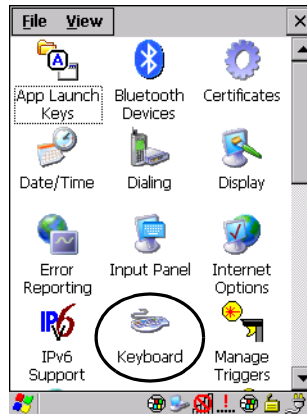 File View ×
App Launch Bluetooth Certificates
Keys Devices
Date/Time Dialing Display
Error Input Panel Internet
Reporting Options
IPv6
IPv6 Keyboard Manage
Support Triggers